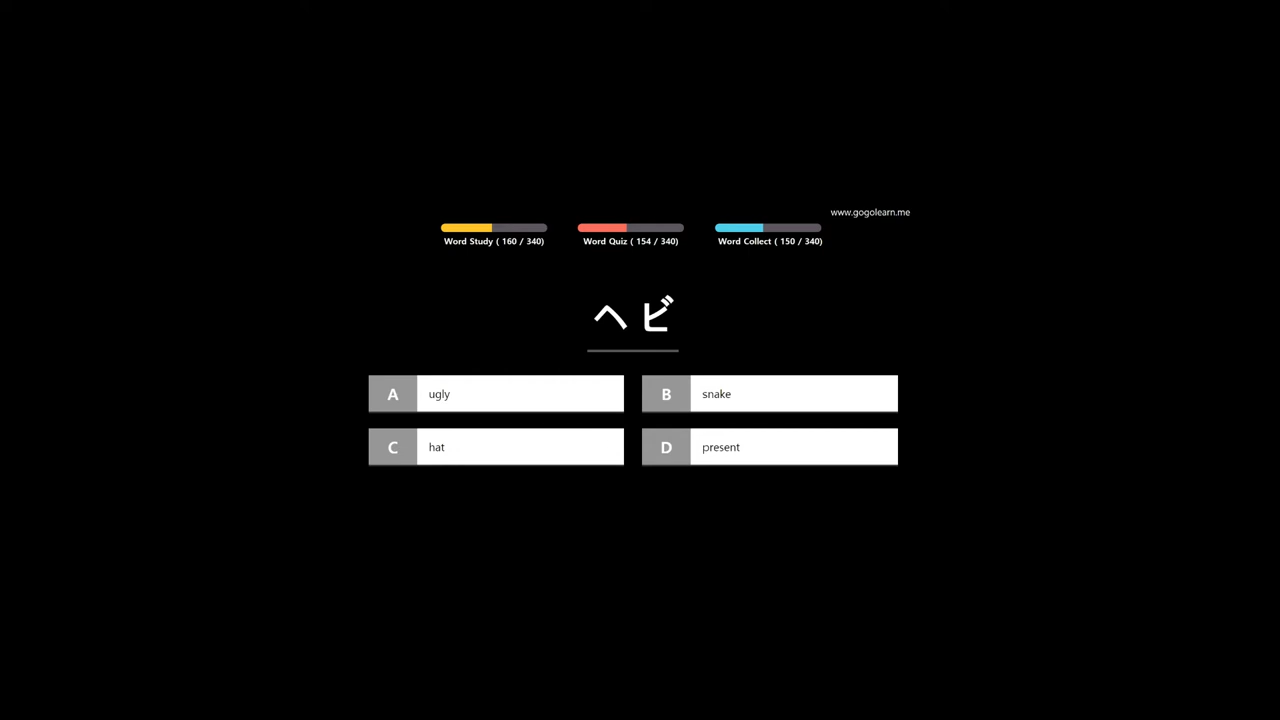 www.gogolearn.me
Word Study ( 160 / 340)
Word Quiz ( 154 / 340)
Word Collect ( 150 / 340)
ヘビ
A ugly
B snake
C hat
D present